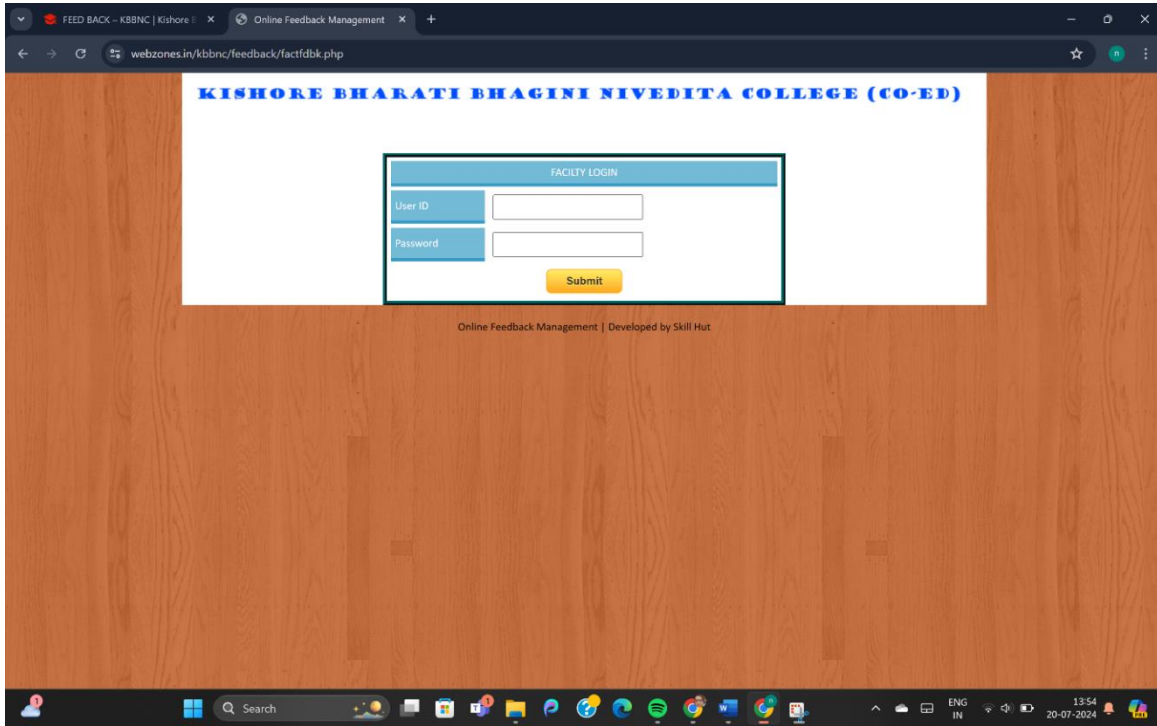 FEED BACK – KBBNC | Kishore B
Online Feedback Management
webzones.in/kbbnc/feedback/factfdbk.php
n
KISHORE BHARATI BHAGINI NIVEDITA COLLEGE (CO-ED)
FACILTY LOGIN
User ID
Password
Submit
Online Feedback Management | Developed by Skill Hut
1
Search
1
ENG
IN
13:54
20-07-2024